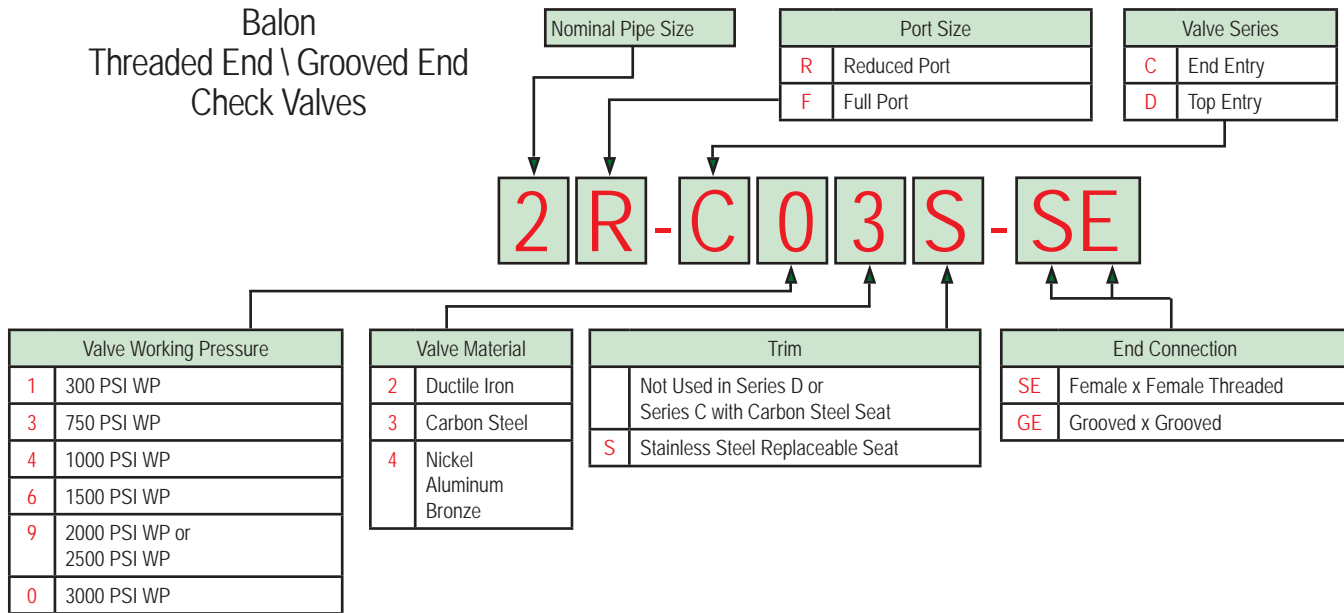 Balon
Threaded End \ Grooved End
Check Valves
Nominal Pipe Size
Port Size
R Reduced Port
F Full Port
Valve Series
C End Entry
D Top Entry
2R-C03S-SE
Valve Working Pressure
1 300 PSI WP
3 750 PSI WP
4 1000 PSI WP
6 1500 PSI WP
9 2000 PSI WP or
2500 PSI WP
0 3000 PSI WP
Valve Material
2 Ductile Iron
3 Carbon Steel
4 Nickel
Aluminum
Bronze
Trim
Not Used in Series D or
Series C with Carbon Steel Seat
S Stainless Steel Replaceable Seat
End Connection
SE Female x Female Threaded
GE Grooved x Grooved